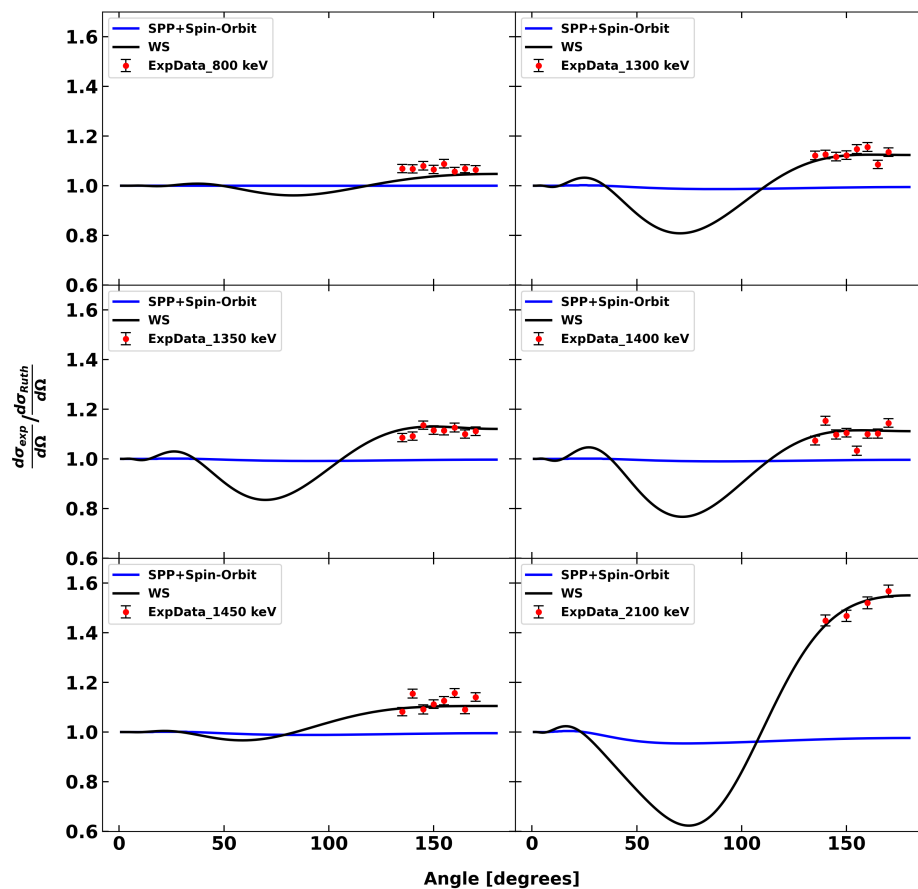 SPP+Spin-Orbit
WS
ExpData_800 keV
SPP+Spin-Orbit
WS
ExpData_1300 keV
1.6
1.4
1.2
1.0
0.8
0.6
SPP+Spin-Orbit
WS
ExpData_1350 keV
SPP+Spin-Orbit
WS
ExpData_1400 keV
1.6
1.4
1.2
1.0
0.8
0.6
dσ_exp/dΩ / dσ_Ruth/dΩ
SPP+Spin-Orbit
WS
ExpData_1450 keV
SPP+Spin-Orbit
WS
ExpData_2100 keV
1.6
1.4
1.2
1.0
0.8
0.6
0 50 100 150 0 50 100 150
Angle [degrees]